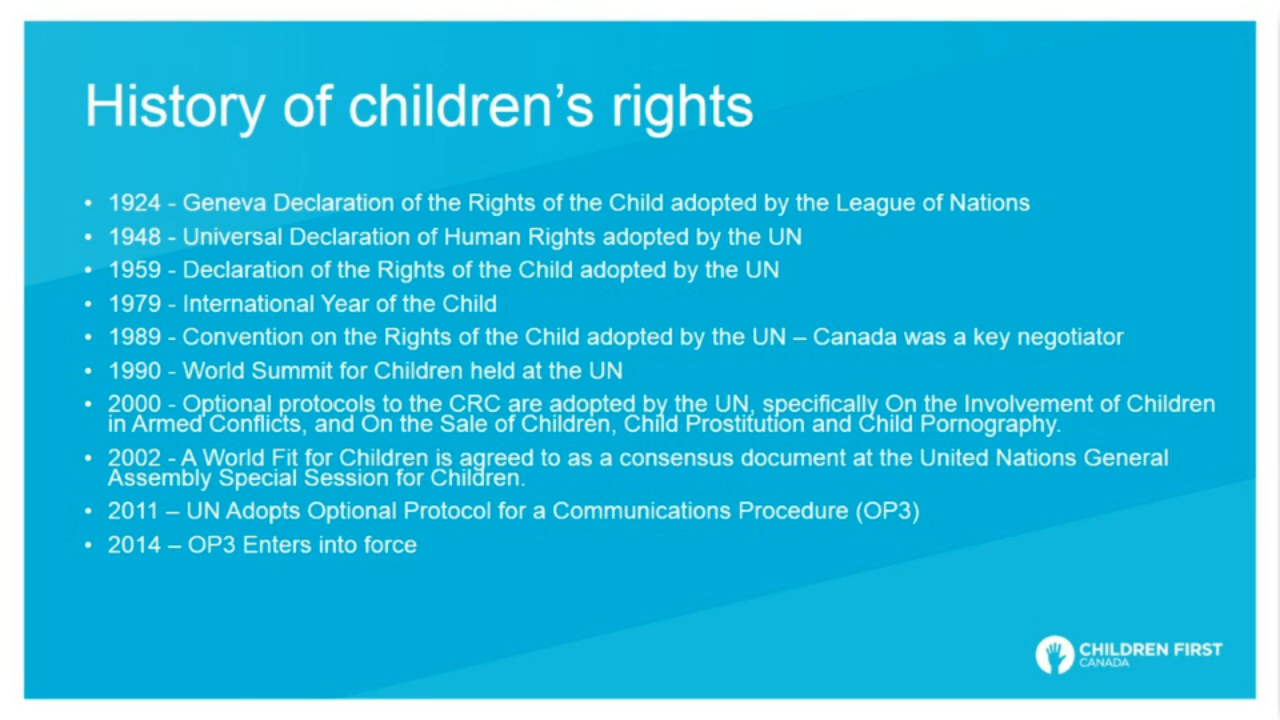 History of children's rights
• 1924 - Geneva Declaration of the Rights of the Child adopted by the League of Nations
• 1948 - Universal Declaration of Human Rights adopted by the UN
• 1959 - Declaration of the Rights of the Child adopted by the UN
• 1979 - International Year of the Child
• 1989 - Convention on the Rights of the Child adopted by the UN – Canada was a key negotiator
• 1990 - World Summit for Children held at the UN
• 2000 - Optional protocols to the CRC are adopted by the UN, specifically On the Involvement of Children
in Armed Conflicts, and On the Sale of Children, Child Prostitution and Child Pornography.
• 2002 - A World Fit for Children is agreed to as a consensus document at the United Nations General
Assembly Special Session for Children.
• 2011 – UN Adopts Optional Protocol for a Communications Procedure (OP3)
• 2014 – OP3 Enters into force
CHILDREN FIRST
CANADA